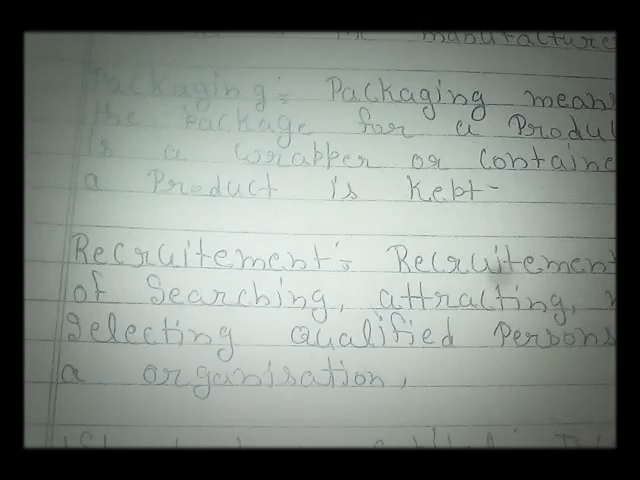 the manufacture
Packaging:- Packaging mean
the Package for a Produ
is a wrapper or containe
a Product is kept-
Recruitement:- Recruitement
of Searching, attracting,
Selecting Qualified Persons
a organisation,